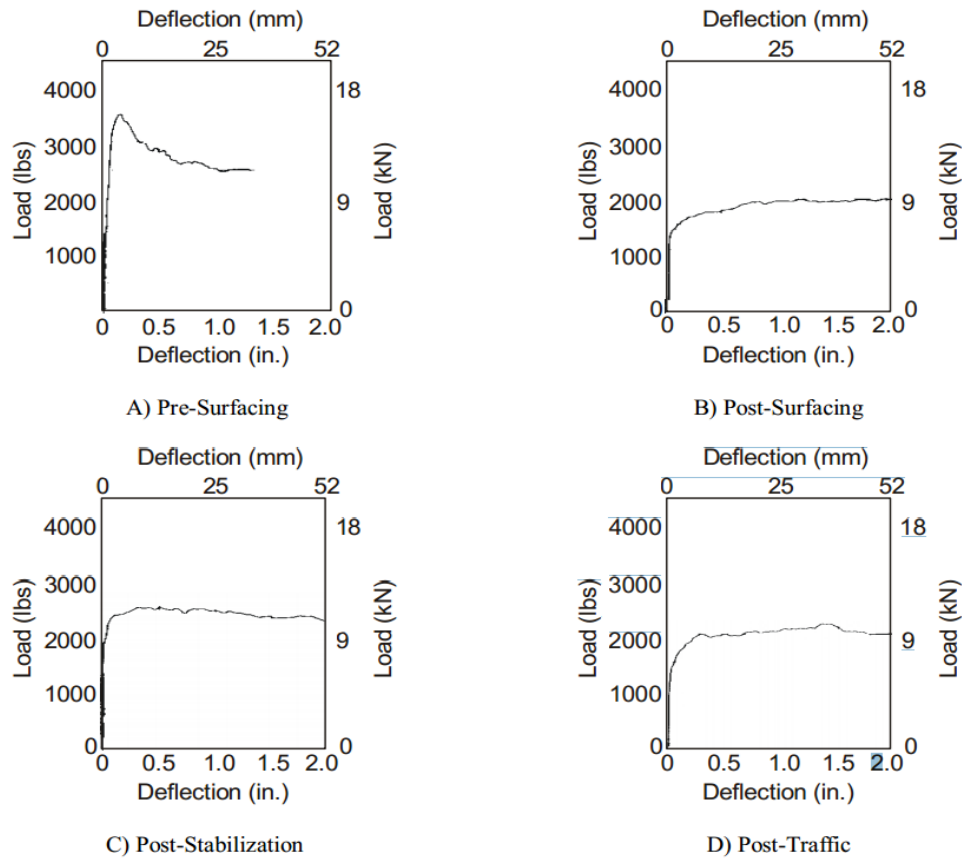 Deflection (mm)
0 25 52
4000
3000
2000
1000
Load (lbs)
18
9
0
Load (kN)
0 0.5 1.0 1.5 2.0
Deflection (in.)
A) Pre-Surfacing
Deflection (mm)
0 25 52
4000
3000
2000
1000
0
Load (lbs)
18
9
0
Load (kN)
0 0.5 1.0 1.5 2.0
Deflection (in.)
B) Post-Surfacing
Deflection (mm)
0 25 52
4000
3000
2000
1000
0
Load (lbs)
18
9
0
Load (kN)
0 0.5 1.0 1.5 2.0
Deflection (in.)
C) Post-Stabilization
Deflection (mm)
0 25 52
4000
3000
2000
1000
0
Load (lbs)
18
9
0
Load (kN)
0 0.5 1.0 1.5 2.0
Deflection (in.)
D) Post-Traffic